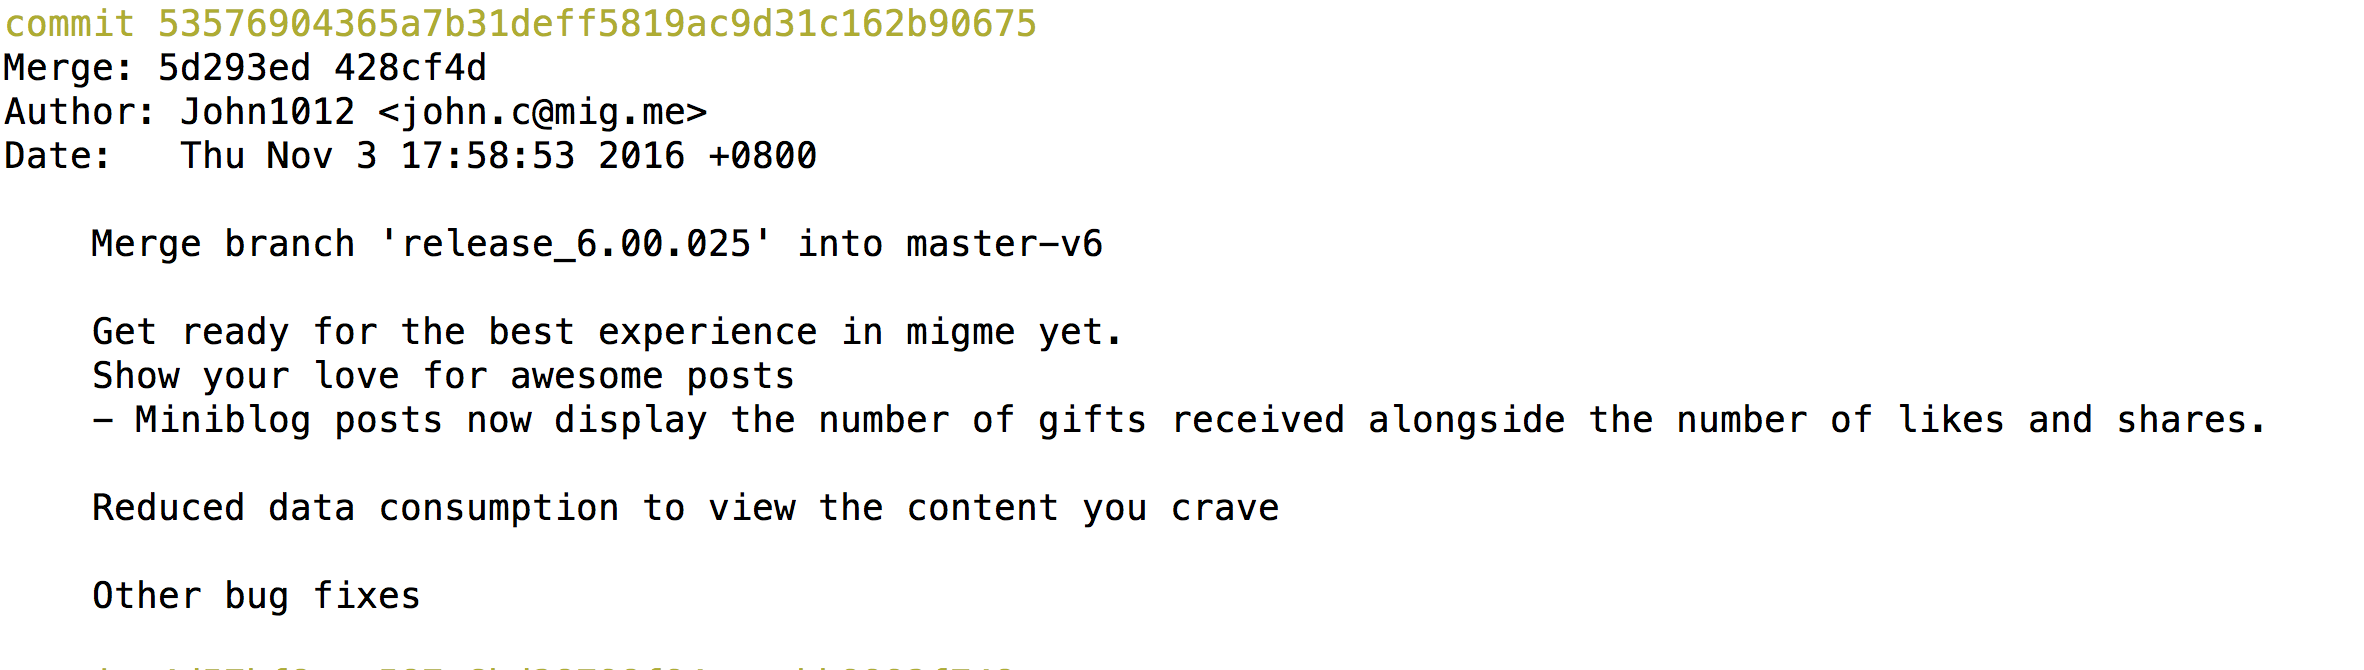 commit 53576904365a7b31deff5819ac9d31c162b90675
Merge: 5d293ed 428cf4d
Author: John1012 <john.c@mig.me>
Date:   Thu Nov 3 17:58:53 2016 +0800
Merge branch 'release_6.00.025' into master-v6
Get ready for the best experience in migme yet.
Show your love for awesome posts
- Miniblog posts now display the number of gifts received alongside the number of likes and shares.
Reduced data consumption to view the content you crave
Other bug fixes